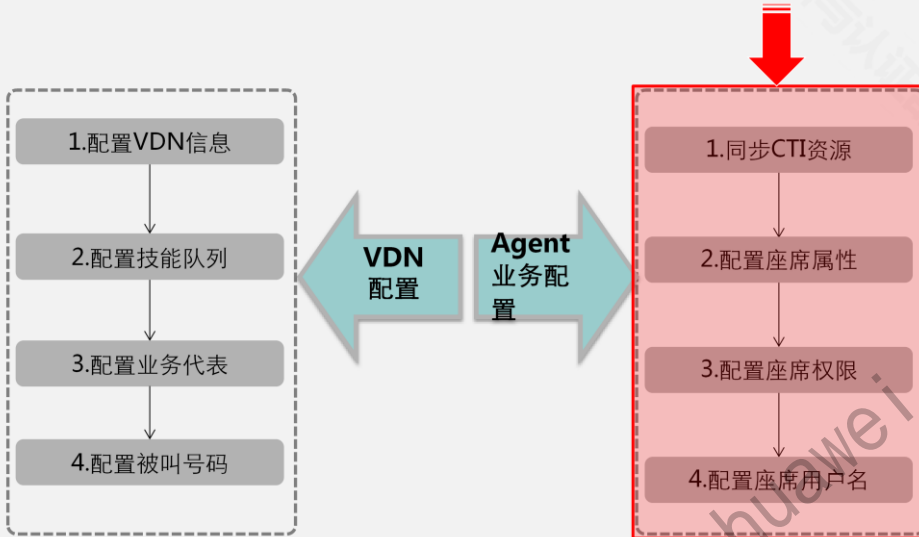 1.配置VDN信息
2.配置技能队列
3.配置业务代表
4.配置被叫号码
VDN
配置
Agent
业务配
置
1.同步CTI资源
2.配置座席属性
3.配置座席权限
4.配置座席用户名
huawei